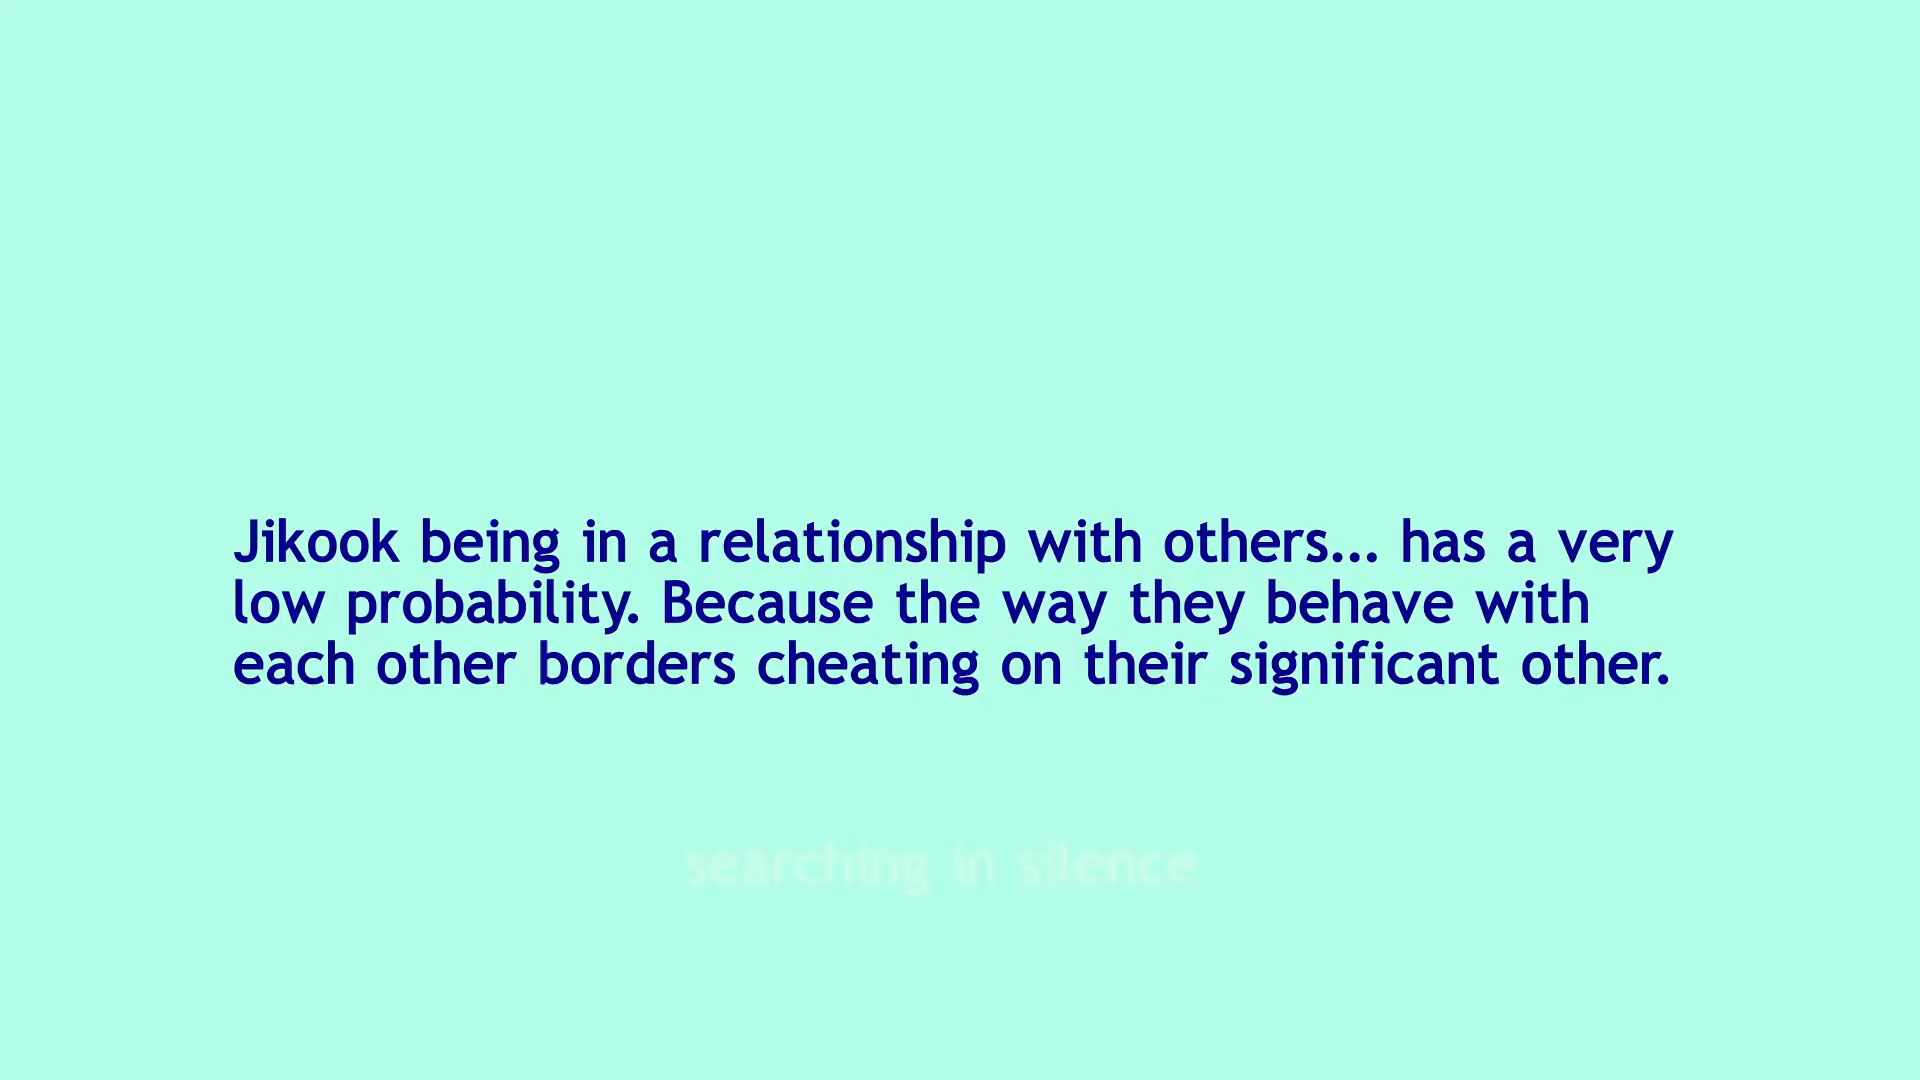 Jikook being in a relationship with others... has a very
low probability. Because the way they behave with
each other borders cheating on their significant other.
searching in silence